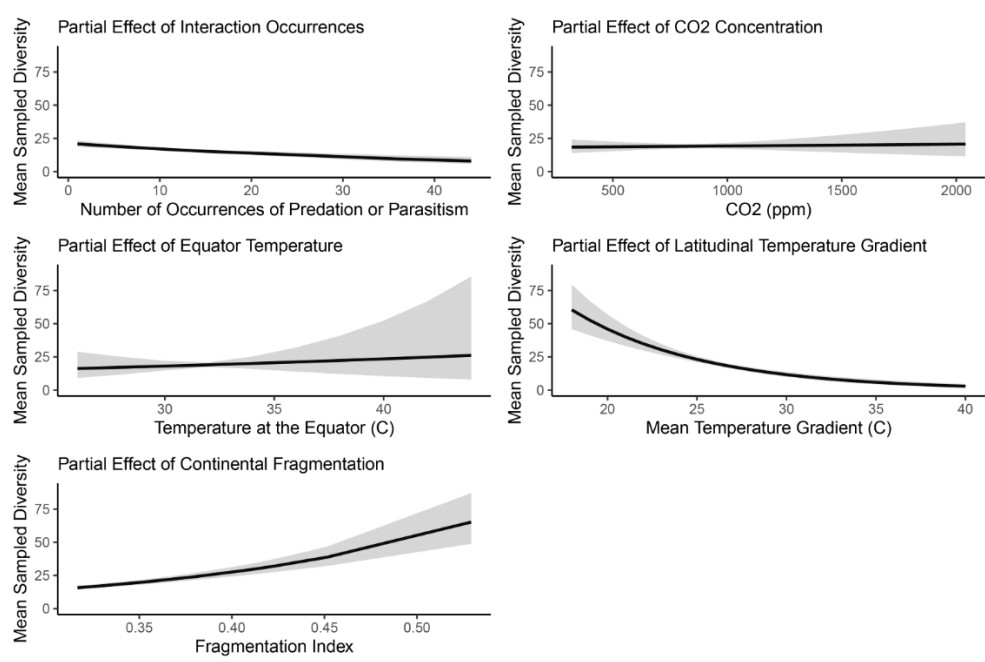 Partial Effect of Interaction Occurrences
Mean Sampled Diversity
75
50
25
0
0 10 20 30 40
Number of Occurrences of Predation or Parasitism
Partial Effect of CO2 Concentration
Mean Sampled Diversity
75
50
25
0
500 1000 1500 2000
CO2 (ppm)
Partial Effect of Equator Temperature
Mean Sampled Diversity
75
50
25
0
30 35 40
Temperature at the Equator (C)
Partial Effect of Latitudinal Temperature Gradient
Mean Sampled Diversity
75
50
25
0
20 25 30 35 40
Mean Temperature Gradient (C)
Partial Effect of Continental Fragmentation
Mean Sampled Diversity
75
50
25
0
0.35 0.40 0.45 0.50
Fragmentation Index